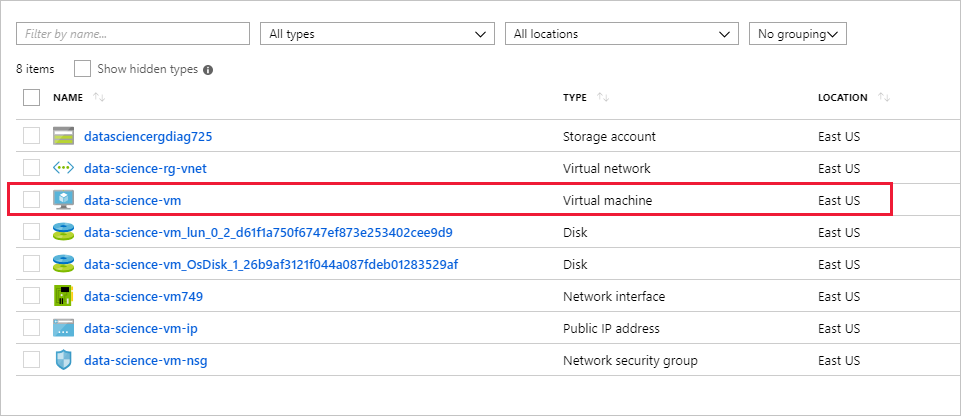 Filter by name... All types All locations No grouping
8 items Show hidden types
NAME TYPE LOCATION
datasciencergdiag725 Storage account East US
data-science-rg-vnet Virtual network East US
data-science-vm Virtual machine East US
data-science-vm_lun_0_2_d61f1a750f6747ef873e253402cee9d9 Disk East US
data-science-vm_OsDisk_1_26b9af3121f044a087fdeb01283529af Disk East US
data-science-vm749 Network interface East US
data-science-vm-ip Public IP address East US
data-science-vm-nsg Network security group East US